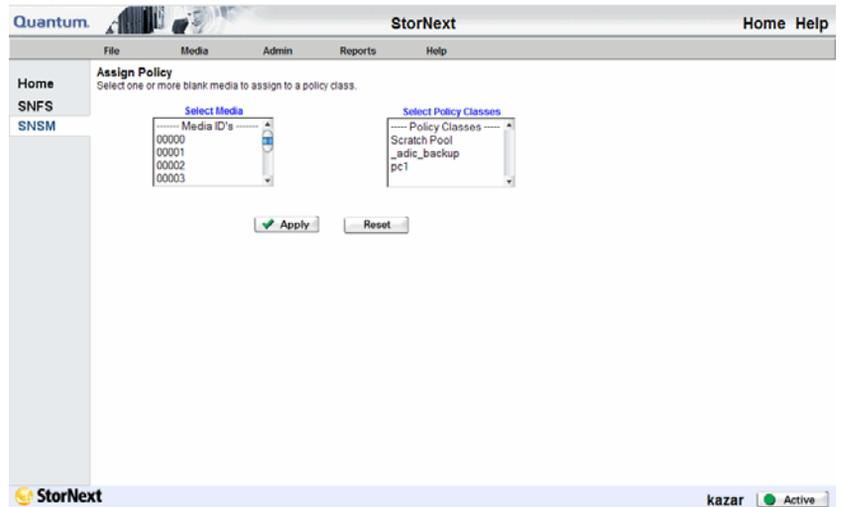 Quantum.
StorNext
Home Help
File Media Admin Reports Help
Home
SNFS
SNSM
Assign Policy
Select one or more blank media to assign to a policy class.
Select Media
------- Media ID's -------
00000
00001
00002
00003
Select Policy Classes
----- Policy Classes -----
Scratch Pool
_adic_backup
pc1
Apply Reset
StorNext
kazar Active